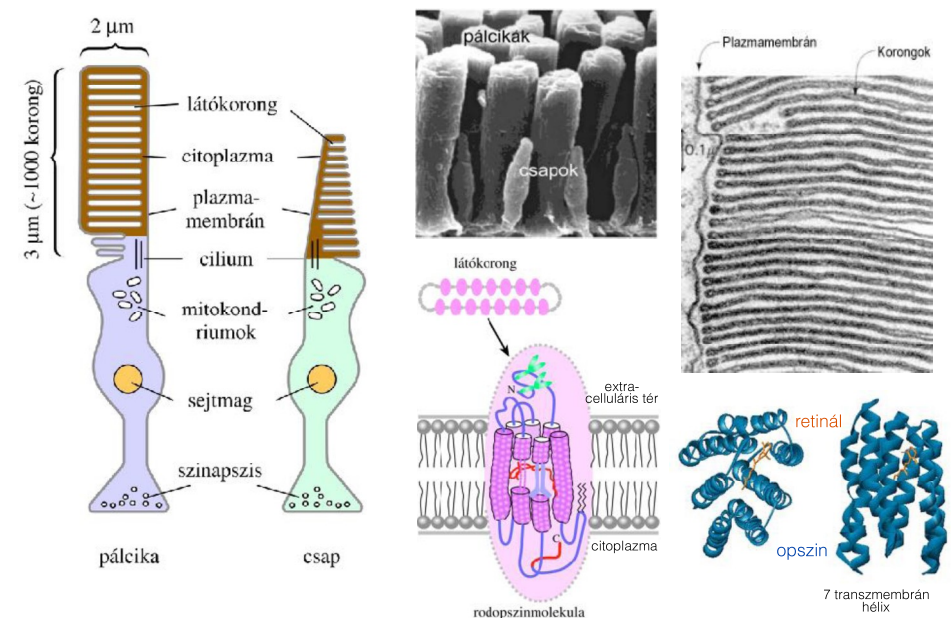 2 µm
3 µm (~1000 korong)
látókorong
citoplazma
plazma-
membrán
cilium
mitokond-
riumok
sejtmag
szinapszis
pálcika
csap
pálcikák
csapok
Plazmamembrán
Korongok
0.1µ
látókorong
N
extra-
celluláris tér
C
citoplazma
rodopszinmolekula
retinál
opszin
7 transzmembrán
hélix